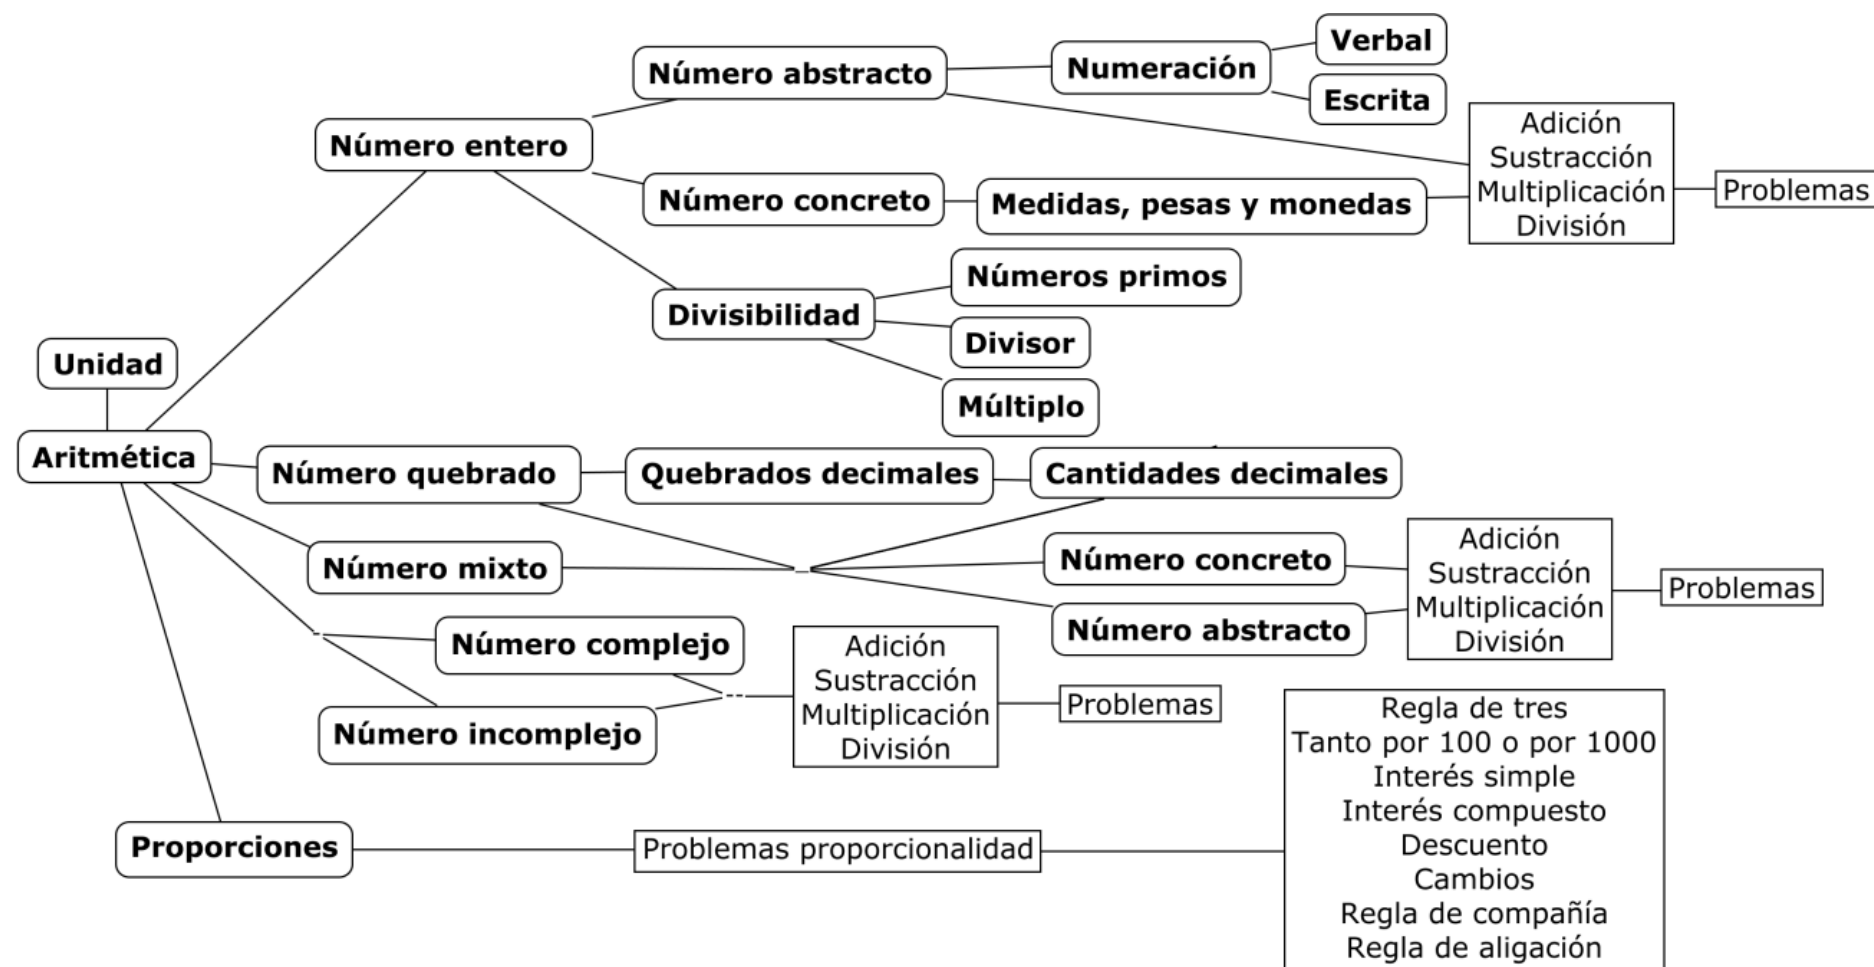 Verbal
Número abstracto
Numeración
Escrita
Número entero
Adición
Sustracción
Multiplicación
División
Problemas
Número concreto
Medidas, pesas y monedas
Números primos
Divisibilidad
Divisor
Múltiplo
Unidad
Aritmética
Número quebrado
Quebrados decimales
Cantidades decimales
Número mixto
Número concreto
Número abstracto
Adición
Sustracción
Multiplicación
División
Problemas
Número complejo
Número incomplejo
Adición
Sustracción
Multiplicación
División
Problemas
Proporciones
Problemas proporcionalidad
Regla de tres
Tanto por 100 o por 1000
Interés simple
Interés compuesto
Descuento
Cambios
Regla de compañía
Regla de aligación